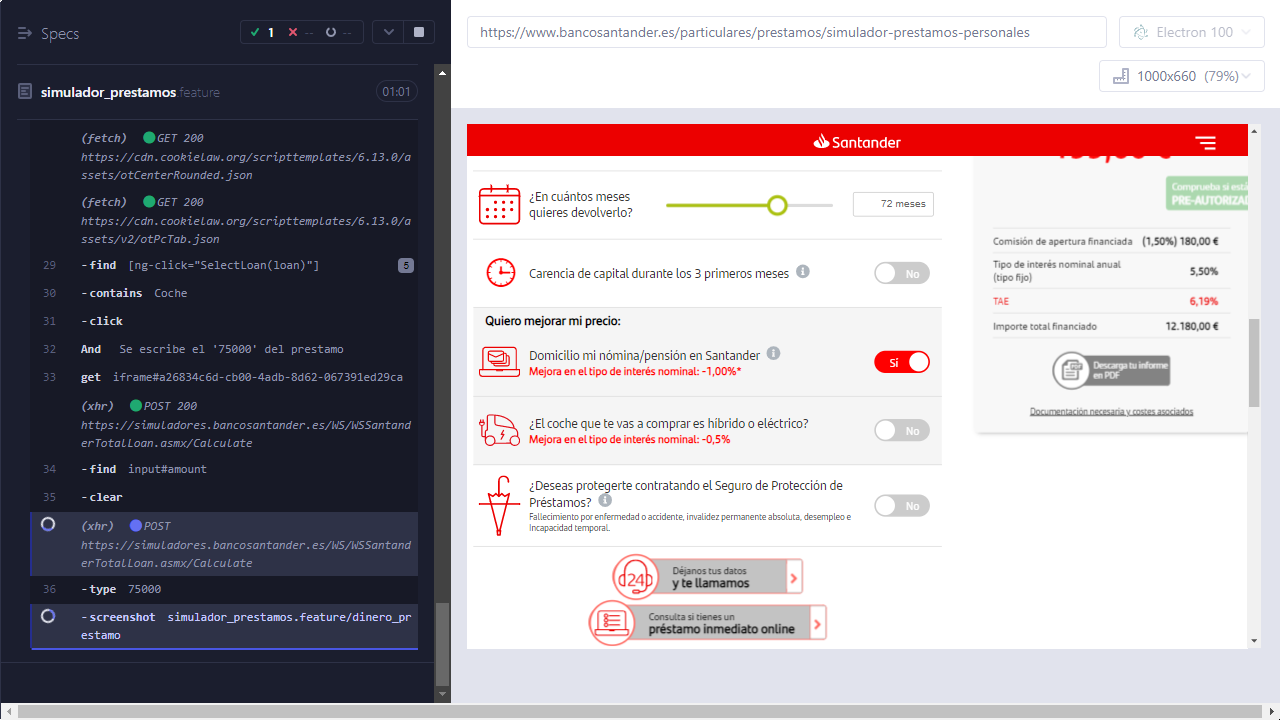 Specs
1
--
--
simulador_prestamos.feature
01:01
(fetch) GET 200
https://cdn.cookielaw.org/scripttemplates/6.13.0/a
ssets/otCenterRounded.json
(fetch) GET 200
https://cdn.cookielaw.org/scripttemplates/6.13.0/a
ssets/v2/otPcTab.json
29 -find [ng-click="SelectLoan(loan)"] 5
30 -contains Coche
31 -click
32 And Se escribe el '75000' del prestamo
33 get iframe#a26834c6d-cb00-4adb-8d62-067391ed29ca
(xhr) POST 200
https://simuladores.bancosantander.es/WS/WSSantand
erTotalLoan.asmx/Calculate
34 -find input#amount
35 -clear
(xhr) POST
https://simuladores.bancosantander.es/WS/WSSantand
erTotalLoan.asmx/Calculate
36 -type 75000
-screenshot simulador_prestamos.feature/dinero_pr
estamo
https://www.bancosantander.es/particulares/prestamos/simulador-prestamos-personales
Electron 100
1000x660 (79%)
Santander
¿En cuántos meses
quieres devolverlo?
72 meses
Carencia de capital durante los 3 primeros meses i
No
Quiero mejorar mi precio:
Domicilio mi nómina/pensión en Santander i
Mejora en el tipo de interés nominal: -1,00%*
Si
¿El coche que te vas a comprar es híbrido o eléctrico?
Mejora en el tipo de interés nominal: -0,5%
No
¿Deseas protegerte contratando el Seguro de Protección de
Préstamos? i
Fallecimiento por enfermedad o accidente, invalidez permanente absoluta, desempleo e
Incapacidad temporal.
No
24
Déjanos tus datos
y te llamamos
Consulta si tienes un
préstamo inmediato online
Comprueba si está
PRE-AUTORIZAD
Comisión de apertura financiada (1,50%) 180,00 €
Tipo de interés nominal anual
(tipo fijo)
5,50%
TAE 6,19%
Importe total financiado 12.180,00 €
Descarga tu informe
en PDF
Documentación necesaria y costes asociados